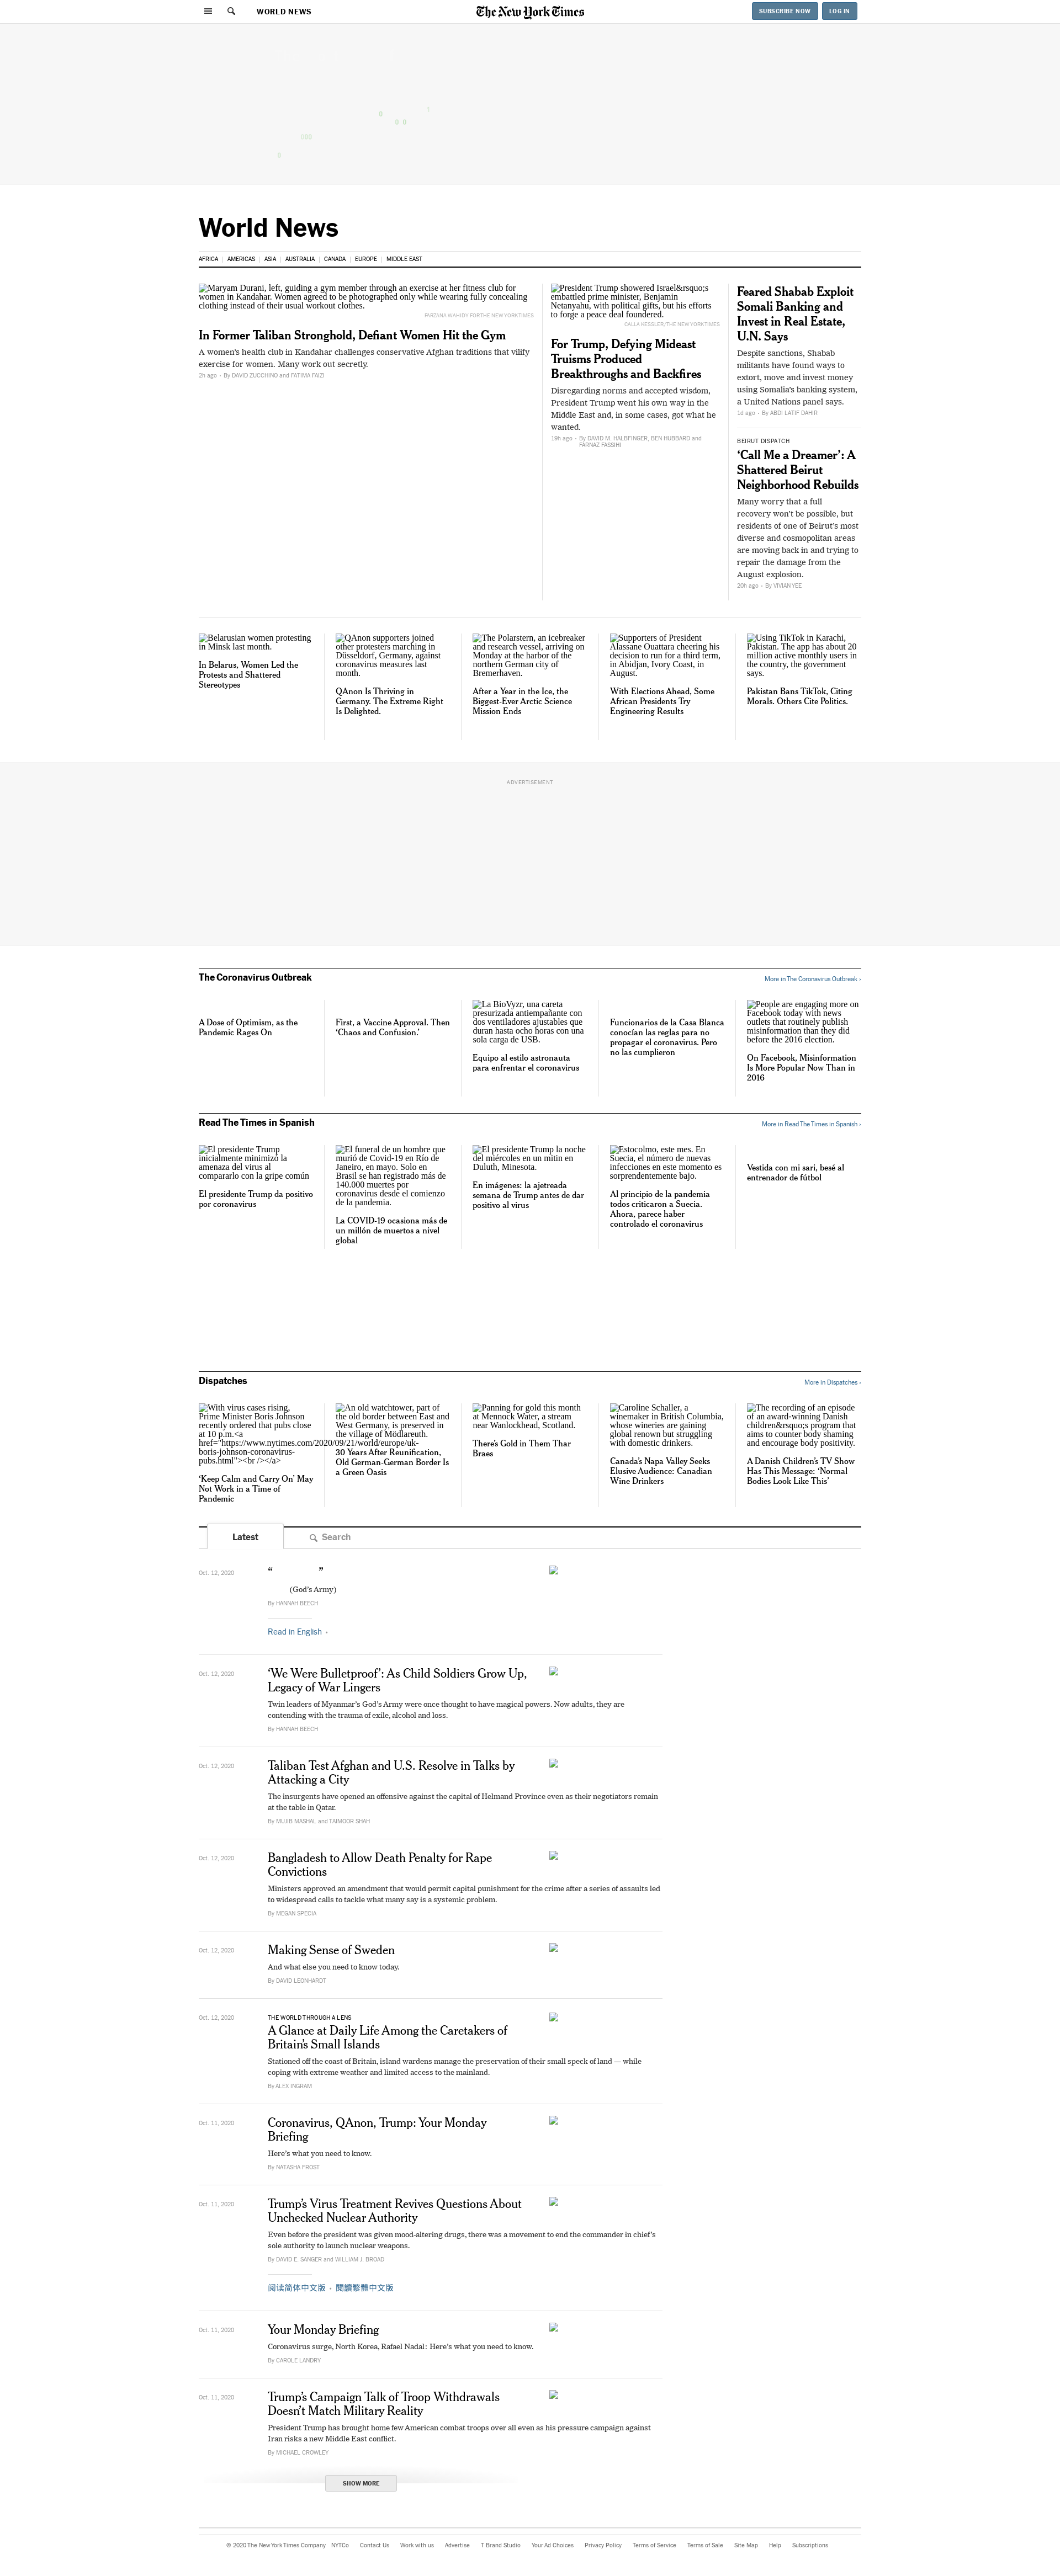 WORLD NEWS
The New York Times
SUBSCRIBE NOW
LOG IN
World News
AFRICA
AMERICAS
ASIA
AUSTRALIA
CANADA
EUROPE
MIDDLE EAST
Maryam Durani, left, guiding a gym member through an exercise at her fitness club for
women in Kandahar. Women agreed to be photographed only while wearing fully concealing
clothing instead of their usual workout clothes.
FARZANA WAHIDY FOR THE NEW YORK TIMES
In Former Taliban Stronghold, Defiant Women Hit the Gym
A women's health club in Kandahar challenges conservative Afghan traditions that vilify
exercise for women. Many work out secretly.
2h ago - By DAVID ZUCCHINO and FATIMA FAIZI
President Trump showered Israel&rsquo;s
embattled prime minister, Benjamin
Netanyahu, with political gifts, but his efforts
to forge a peace deal foundered.
CALLA KESSLER/THE NEW YORK TIMES
For Trump, Defying Mideast
Truisms Produced
Breakthroughs and Backfires
Disregarding norms and accepted wisdom,
President Trump went his own way in the
Middle East and, in some cases, got what he
wanted.
19h ago - By DAVID M. HALBFINGER, BEN HUBBARD and
FARNAZ FASSIHI
Feared Shabab Exploit
Somali Banking and
Invest in Real Estate,
U.N. Says
Despite sanctions, Shabab
militants have found ways to
extort, move and invest money
using Somalia's banking system,
a United Nations panel says.
1d ago - By ABDI LATIF DAHIR
BEIRUT DISPATCH
‘Call Me a Dreamer’: A
Shattered Beirut
Neighborhood Rebuilds
Many worry that a full
recovery won't be possible, but
residents of one of Beirut's most
diverse and cosmopolitan areas
are moving back in and trying to
repair the damage from the
August explosion.
20h ago - By VIVIAN YEE
Belarusian women protesting
in Minsk last month.
In Belarus, Women Led the
Protests and Shattered
Stereotypes
QAnon supporters joined
other protesters marching in
Düsseldorf, Germany, against
coronavirus measures last
month.
QAnon Is Thriving in
Germany. The Extreme Right
Is Delighted.
The Polarstern, an icebreaker
and research vessel, arriving on
Monday at the harbor of the
northern German city of
Bremerhaven.
After a Year in the Ice, the
Biggest-Ever Arctic Science
Mission Ends
Supporters of President
Alassane Ouattara cheering his
decision to run for a third term,
in Abidjan, Ivory Coast, in
August.
With Elections Ahead, Some
African Presidents Try
Engineering Results
Using TikTok in Karachi,
Pakistan. The app has about 20
million active monthly users in
the country, the government
says.
Pakistan Bans TikTok, Citing
Morals. Others Cite Politics.
ADVERTISEMENT
The Coronavirus Outbreak
More in The Coronavirus Outbreak ›
A Dose of Optimism, as the
Pandemic Rages On
First, a Vaccine Approval. Then
‘Chaos and Confusion.’
La BioVyzr, una careta
presurizada antiempañante con
dos ventiladores ajustables que
duran hasta ocho horas con una
sola carga de USB.
Equipo al estilo astronauta
para enfrentar el coronavirus
Funcionarios de la Casa Blanca
conocían las reglas para no
propagar el coronavirus. Pero
no las cumplieron
People are engaging more on
Facebook today with news
outlets that routinely publish
misinformation than they did
before the 2016 election.
On Facebook, Misinformation
Is More Popular Now Than in
2016
Read The Times in Spanish
More in Read The Times in Spanish ›
El presidente Trump
inicialmente minimizó la
amenaza del virus al
compararlo con la gripe común
El presidente Trump da positivo
por coronavirus
El funeral de un hombre que
murió de Covid-19 en Río de
Janeiro, en mayo. Solo en
Brasil se han registrado más de
140.000 muertes por
coronavirus desde el comienzo
de la pandemia.
La COVID-19 ocasiona más de
un millón de muertos a nivel
global
El presidente Trump la noche
del miércoles en un mitin en
Duluth, Minesota.
En imágenes: la ajetreada
semana de Trump antes de dar
positivo al virus
Estocolmo, este mes. En
Suecia, el número de nuevas
infecciones en este momento es
sorpendentemente bajo.
Al principio de la pandemia
todos criticaron a Suecia.
Ahora, parece haber
controlado el coronavirus
Vestida con mi sari, besé al
entrenador de fútbol
Dispatches
More in Dispatches ›
With virus cases rising,
Prime Minister Boris Johnson
recently ordered that pubs close
at 10 p.m.<a
href="https://www.nytimes.com/2020/09/21/world/europe/uk-
boris-johnson-coronavirus-
pubs.html"><br /></a>
‘Keep Calm and Carry On’ May
Not Work in a Time of
Pandemic
An old watchtower, part of
the old border between East and
West Germany, is preserved in
the village of Mödlareuth.
30 Years After Reunification,
Old German-German Border Is
a Green Oasis
Panning for gold this month
at Mennock Water, a stream
near Wanlockhead, Scotland.
There's Gold in Them Thar
Braes
Caroline Schaller, a
winemaker in British Columbia,
whose wineries are gaining
global renown but struggling
with domestic drinkers.
Canada's Napa Valley Seeks
Elusive Audience: Canadian
Wine Drinkers
The recording of an episode
of an award-winning Danish
children&rsquo;s program that
aims to counter body shaming
and encourage body positivity.
A Danish Children's TV Show
Has This Message: ‘Normal
Bodies Look Like This’
Latest
Search
Oct. 12, 2020
“ ”
(God's Army)
By HANNAH BEECH
Read in English
Oct. 12, 2020
‘We Were Bulletproof’: As Child Soldiers Grow Up,
Legacy of War Lingers
Twin leaders of Myanmar's God's Army were once thought to have magical powers. Now adults, they are
contending with the trauma of exile, alcohol and loss.
By HANNAH BEECH
Oct. 12, 2020
Taliban Test Afghan and U.S. Resolve in Talks by
Attacking a City
The insurgents have opened an offensive against the capital of Helmand Province even as their negotiators remain
at the table in Qatar.
By MUJIB MASHAL and TAIMOOR SHAH
Oct. 12, 2020
Bangladesh to Allow Death Penalty for Rape
Convictions
Ministers approved an amendment that would permit capital punishment for the crime after a series of assaults led
to widespread calls to tackle what many say is a systemic problem.
By MEGAN SPECIA
Oct. 12, 2020
Making Sense of Sweden
And what else you need to know today.
By DAVID LEONHARDT
Oct. 12, 2020
THE WORLD THROUGH A LENS
A Glance at Daily Life Among the Caretakers of
Britain's Small Islands
Stationed off the coast of Britain, island wardens manage the preservation of their small speck of land — while
coping with extreme weather and limited access to the mainland.
By ALEX INGRAM
Oct. 11, 2020
Coronavirus, QAnon, Trump: Your Monday
Briefing
Here's what you need to know.
By NATASHA FROST
Oct. 11, 2020
Trump's Virus Treatment Revives Questions About
Unchecked Nuclear Authority
Even before the president was given mood-altering drugs, there was a movement to end the commander in chief's
sole authority to launch nuclear weapons.
By DAVID E. SANGER and WILLIAM J. BROAD
阅读简体中文版 • 閱讀繁體中文版
Oct. 11, 2020
Your Monday Briefing
Coronavirus surge, North Korea, Rafael Nadal: Here's what you need to know.
By CAROLE LANDRY
Oct. 11, 2020
Trump's Campaign Talk of Troop Withdrawals
Doesn't Match Military Reality
President Trump has brought home few American combat troops over all even as his pressure campaign against
Iran risks a new Middle East conflict.
By MICHAEL CROWLEY
SHOW MORE
© 2020 The New York Times Company NYTCo Contact Us Work with us Advertise T Brand Studio Your Ad Choices Privacy Policy Terms of Service Terms of Sale Site Map Help Subscriptions